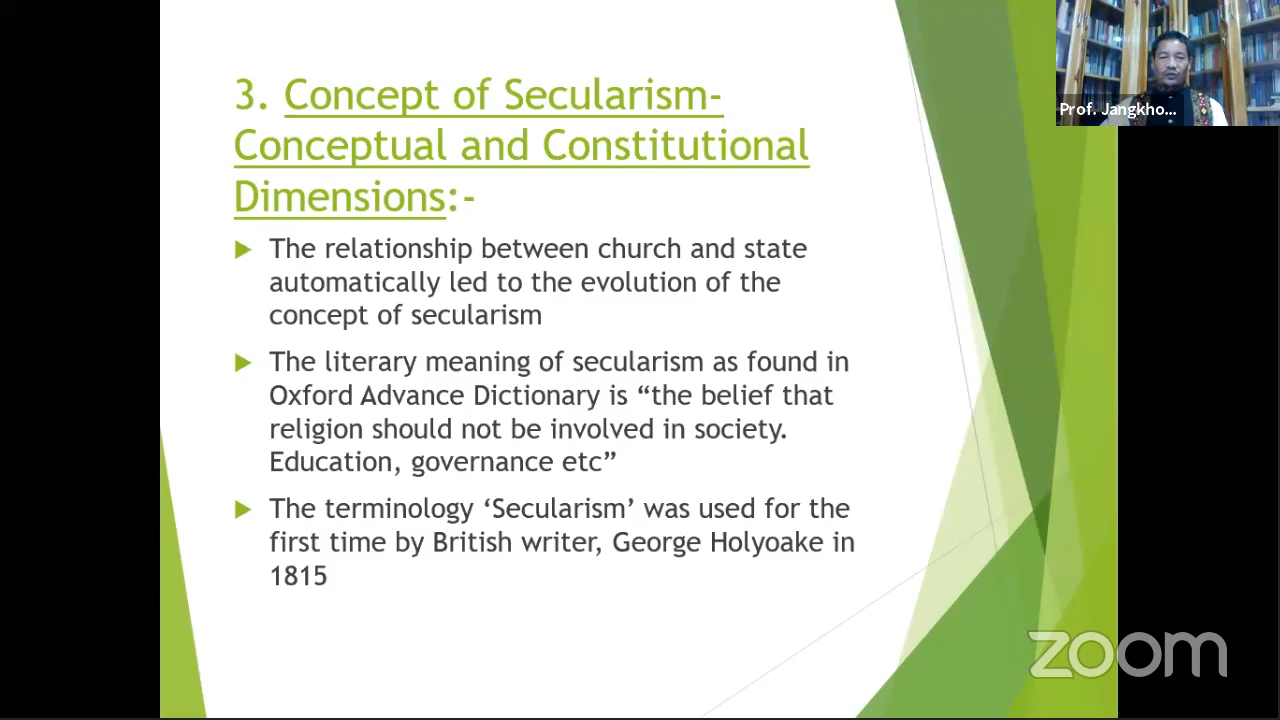 3. Concept of Secularism-
Conceptual and Constitutional
Dimensions:-
The relationship between church and state
automatically led to the evolution of the
concept of secularism
The literary meaning of secularism as found in
Oxford Advance Dictionary is “the belief that
religion should not be involved in society.
Education, governance etc”
The terminology ‘Secularism’ was used for the
first time by British writer, George Holyoake in
1815
Prof. Jangkho...
zoom